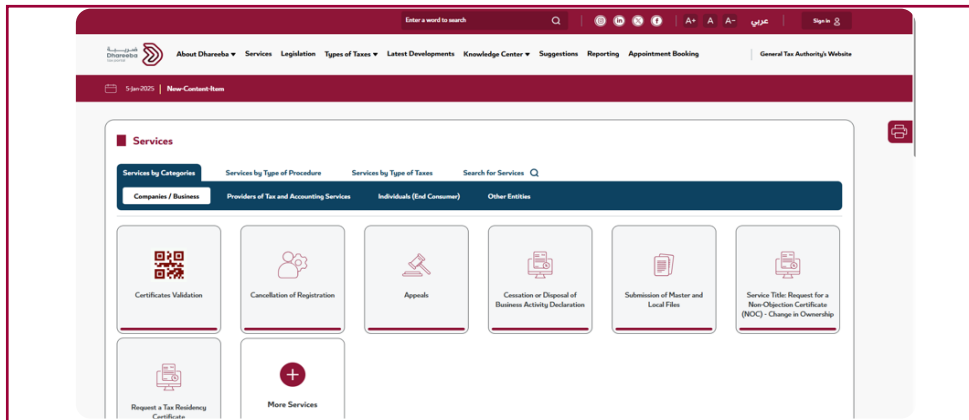 Enter a word to search
A+ A A- عربي Sign in
ضريبة
Dhareeba
About Dhareeba Services Legislation Types of Taxes Latest Developments Knowledge Center Suggestions Reporting Appointment Booking General Tax Authority's Website
5-Jan-2025 New-Content-Item
Services
Services by Categories Services by Type of Procedure Services by Type of Taxes Search for Services
Companies / Business Providers of Tax and Accounting Services Individuals (End Consumer) Other Entities
Certificates Validation
Cancellation of Registration
Appeals
Cessation or Disposal of
Business Activity Declaration
Submission of Master and
Local Files
Service Title: Request for a
Non-Objection Certificate
(NOC) - Change in Ownership
Request a Tax Residency
Certificate
More Services